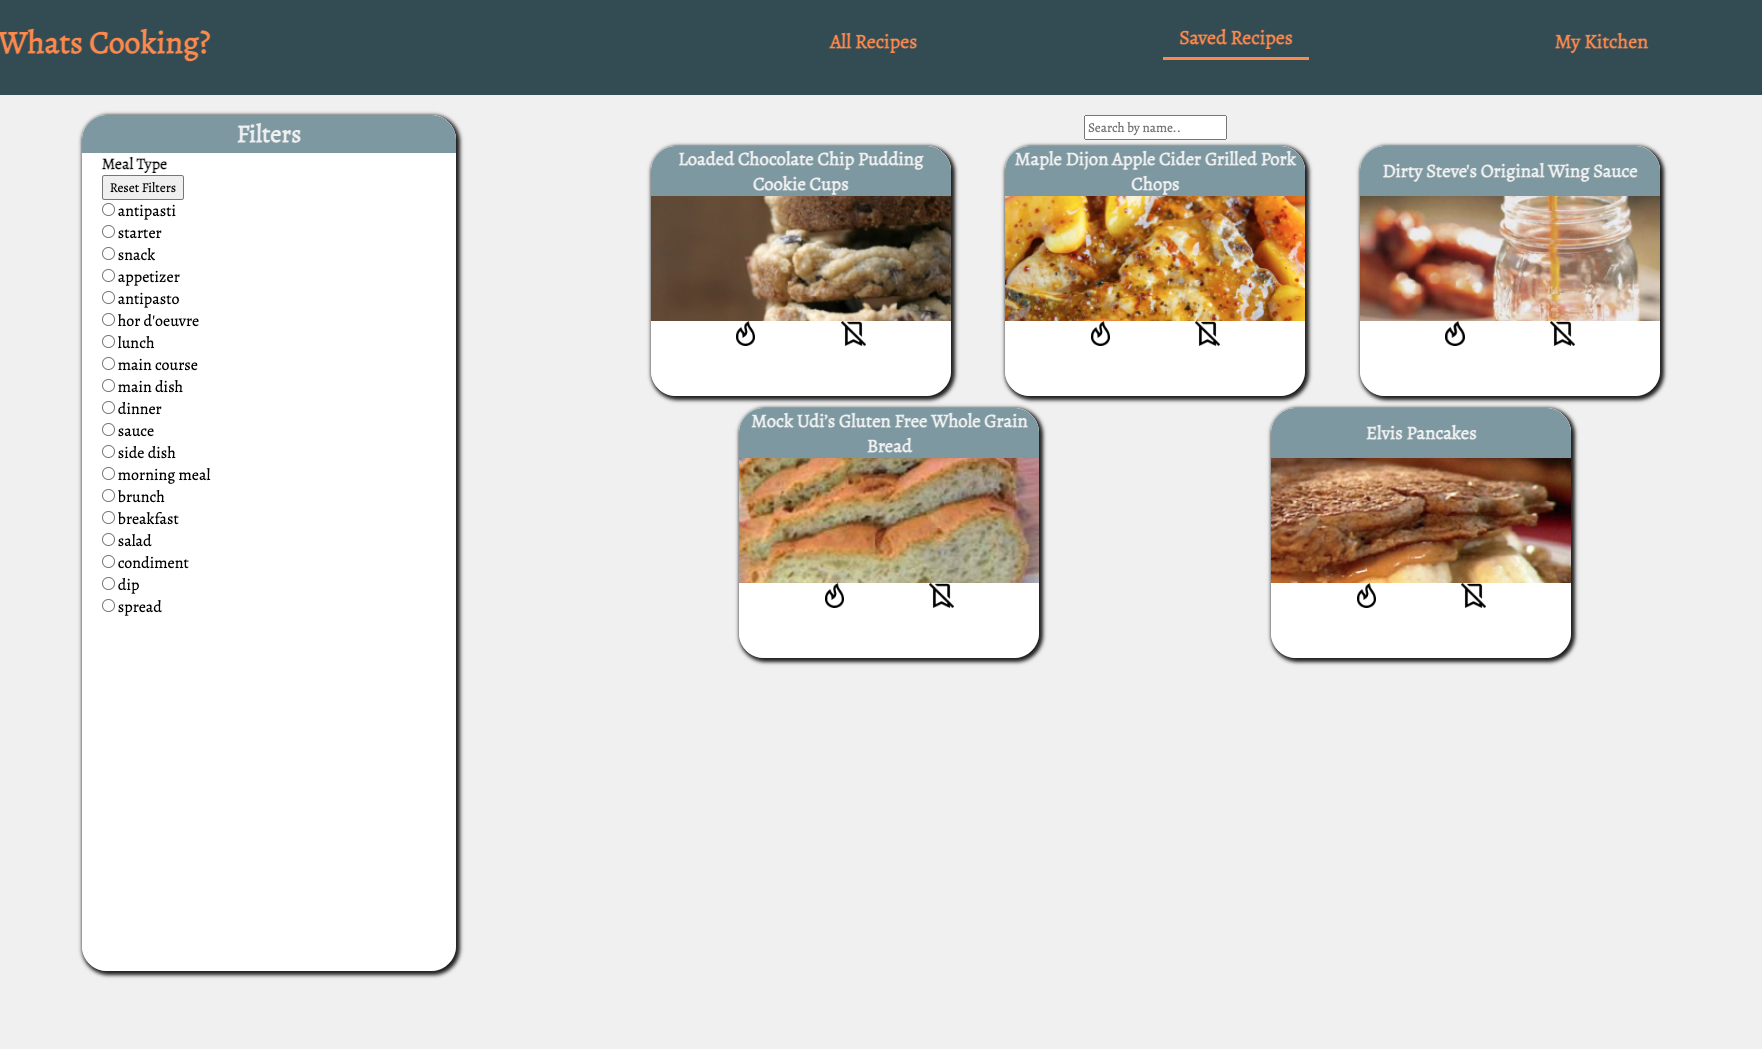 Whats Cooking?
All Recipes
Saved Recipes
My Kitchen
Filters
Meal Type
Reset Filters
antipasti
starter
snack
appetizer
antipasto
hor d'oeuvre
lunch
main course
main dish
dinner
sauce
side dish
morning meal
brunch
breakfast
salad
condiment
dip
spread
Search by name..
Loaded Chocolate Chip Pudding
Cookie Cups
Maple Dijon Apple Cider Grilled Pork
Chops
Dirty Steve's Original Wing Sauce
Mock Udi’s Gluten Free Whole Grain
Bread
Elvis Pancakes